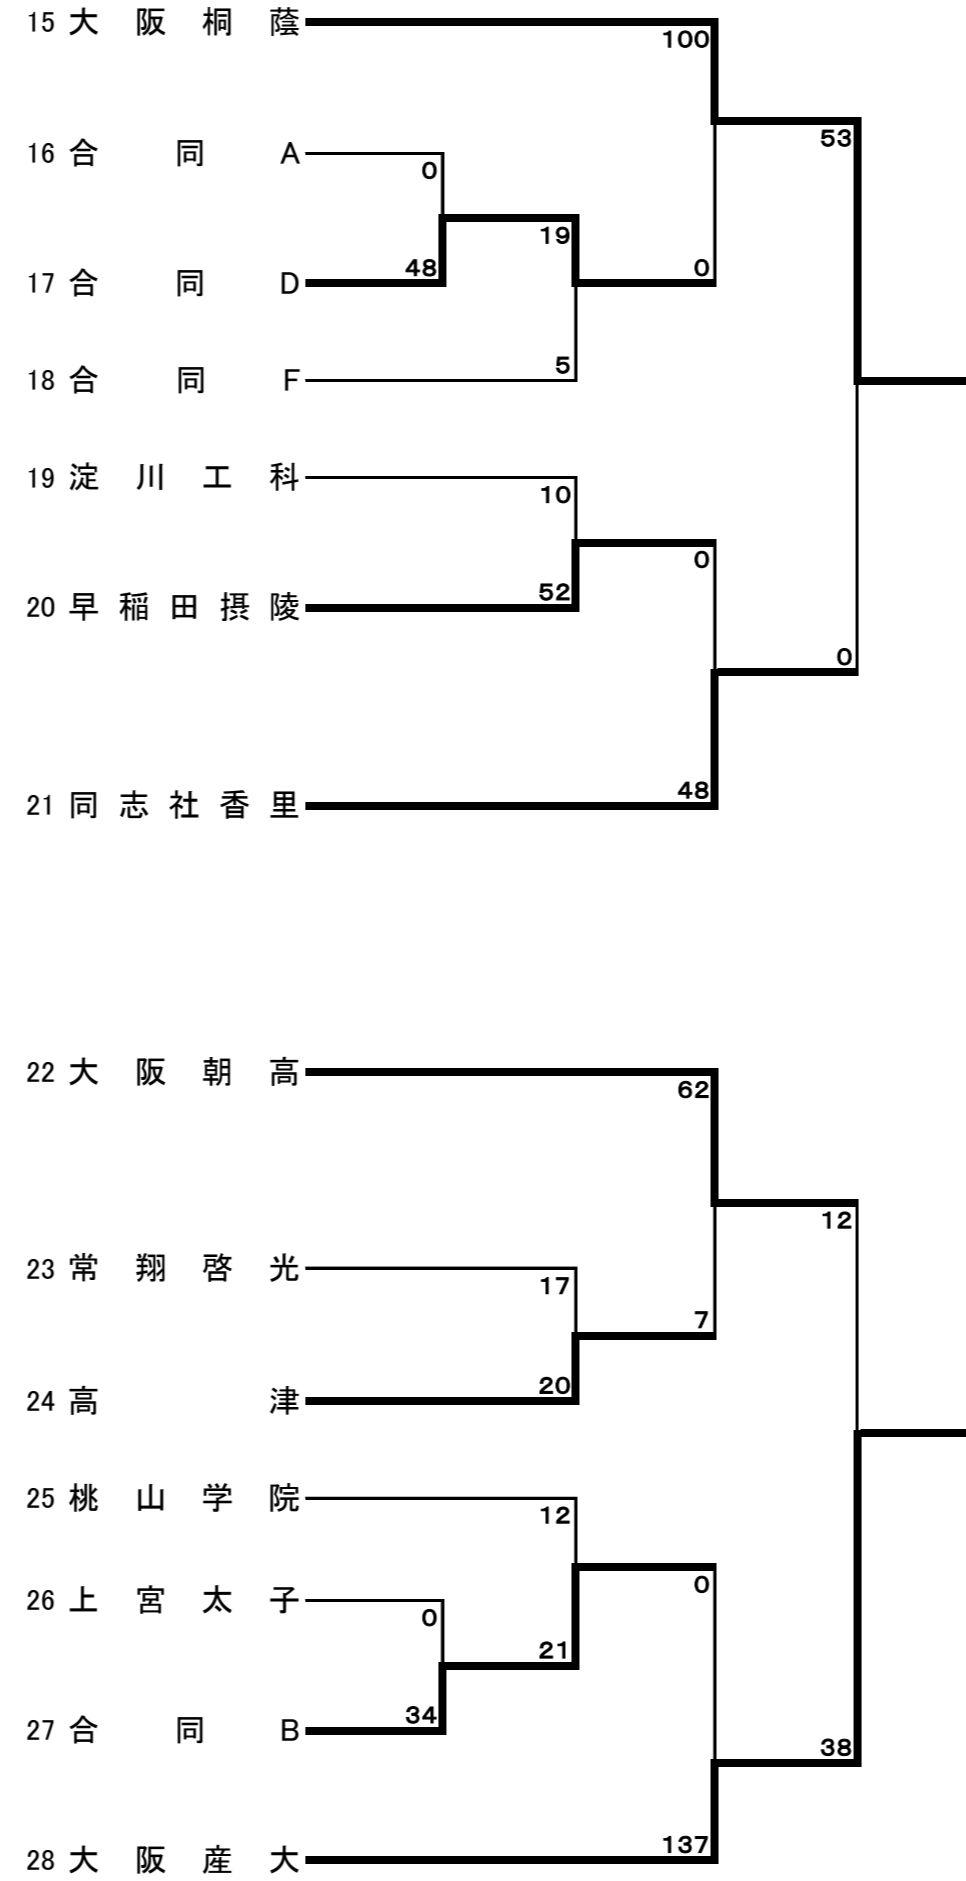 15 大阪桐蔭
100
53
16 合同A
0
19
48
0
17 合同D
5
18 合同F
19 淀川工科
10
0
52
20 早稲田摂陵
0
48
21 同志社香里
22 大阪朝高
62
12
23 常翔啓光
17
7
20
24 高津
25 桃山学院
12
0
26 上宮太子
0
21
34
27 合同B
38
137
28 大阪産大